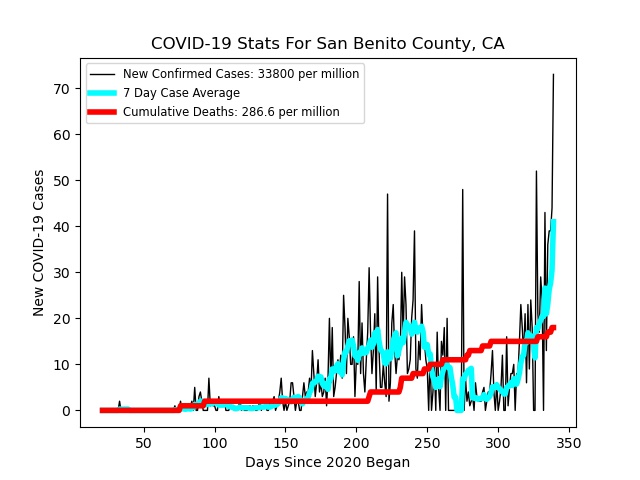 COVID-19 Stats For San Benito County, CA
New Confirmed Cases: 33800 per million
7 Day Case Average
Cumulative Deaths: 286.6 per million
New COVID-19 Cases
70
60
50
40
30
20
10
0
50 100 150 200 250 300 350
Days Since 2020 Began